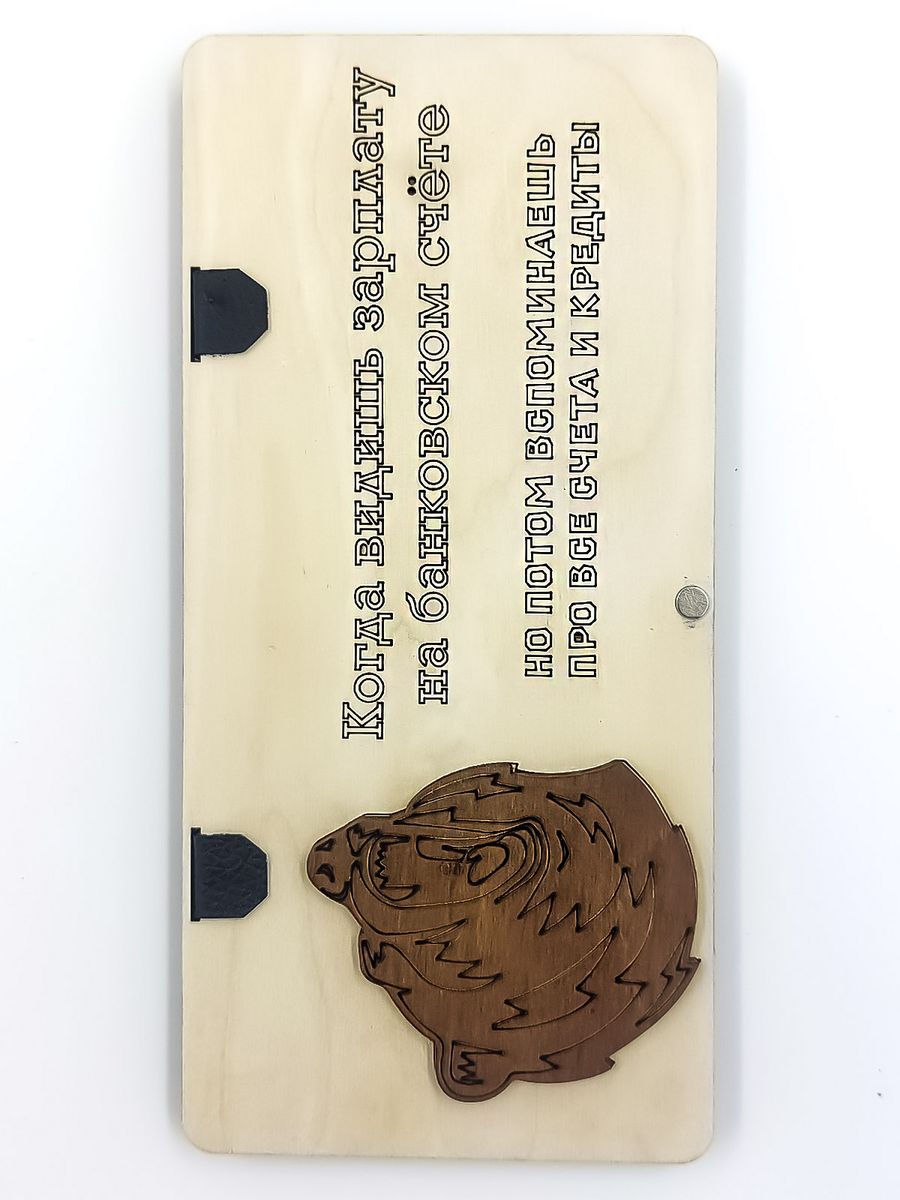 Когда видишь зарплату
на банковском счёте
НО ПОТОМ ВСПОМИНАЕШЬ
ПРО ВСЕ СЧЕТА И КРЕДИТЫ